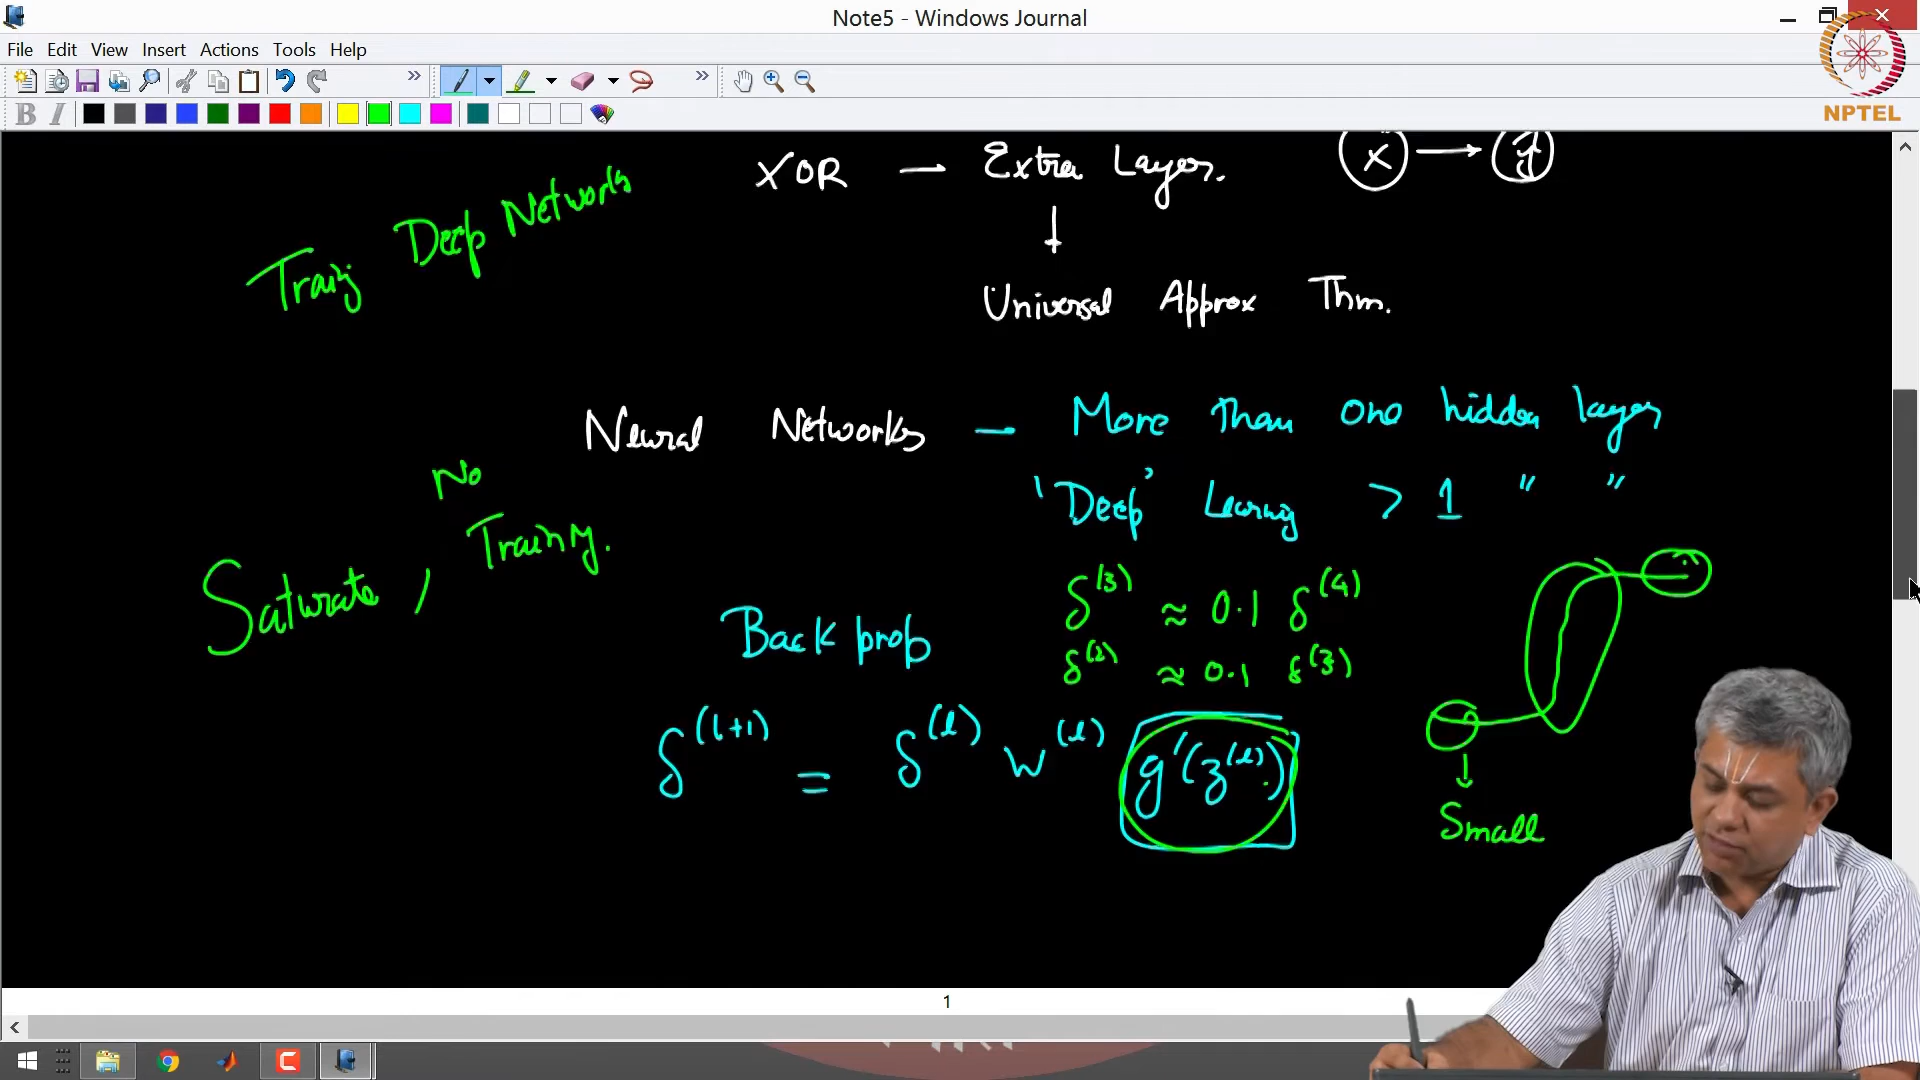 Note5 - Windows Journal
File Edit View Insert Actions Tools Help
NPTEL
XOR — Extra Layer. X → ŷ
Traing Deep Networks
Universal Approx Thm.
Neural Networks — More than one hidden layer
'Deep' Learning > 1 " "
No
Training.
Saturate,
Back prop
δ^(3) ≈ 0.1 δ^(4)
δ^(2) ≈ 0.1 δ^(3)
δ^(l+1) = δ^(l) w^(l) g'(z^(l))
Small
1